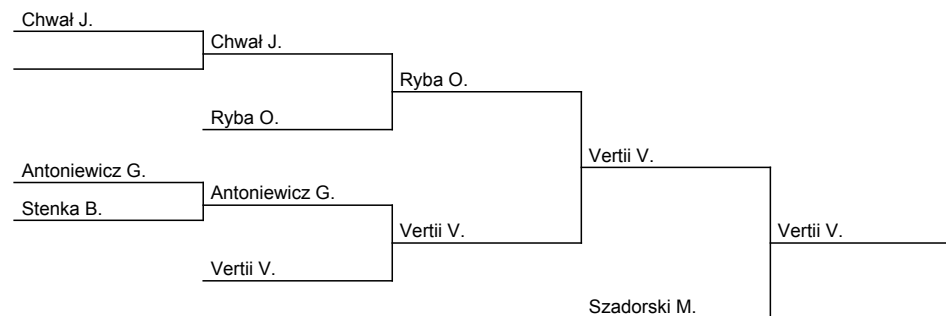 Chwał J.
Chwał J.
Ryba O.
Ryba O.
Vertii V.
Antoniewicz G.
Antoniewicz G.
Stenka B.
Vertii V.
Vertii V.
Vertii V.
Szadorski M.